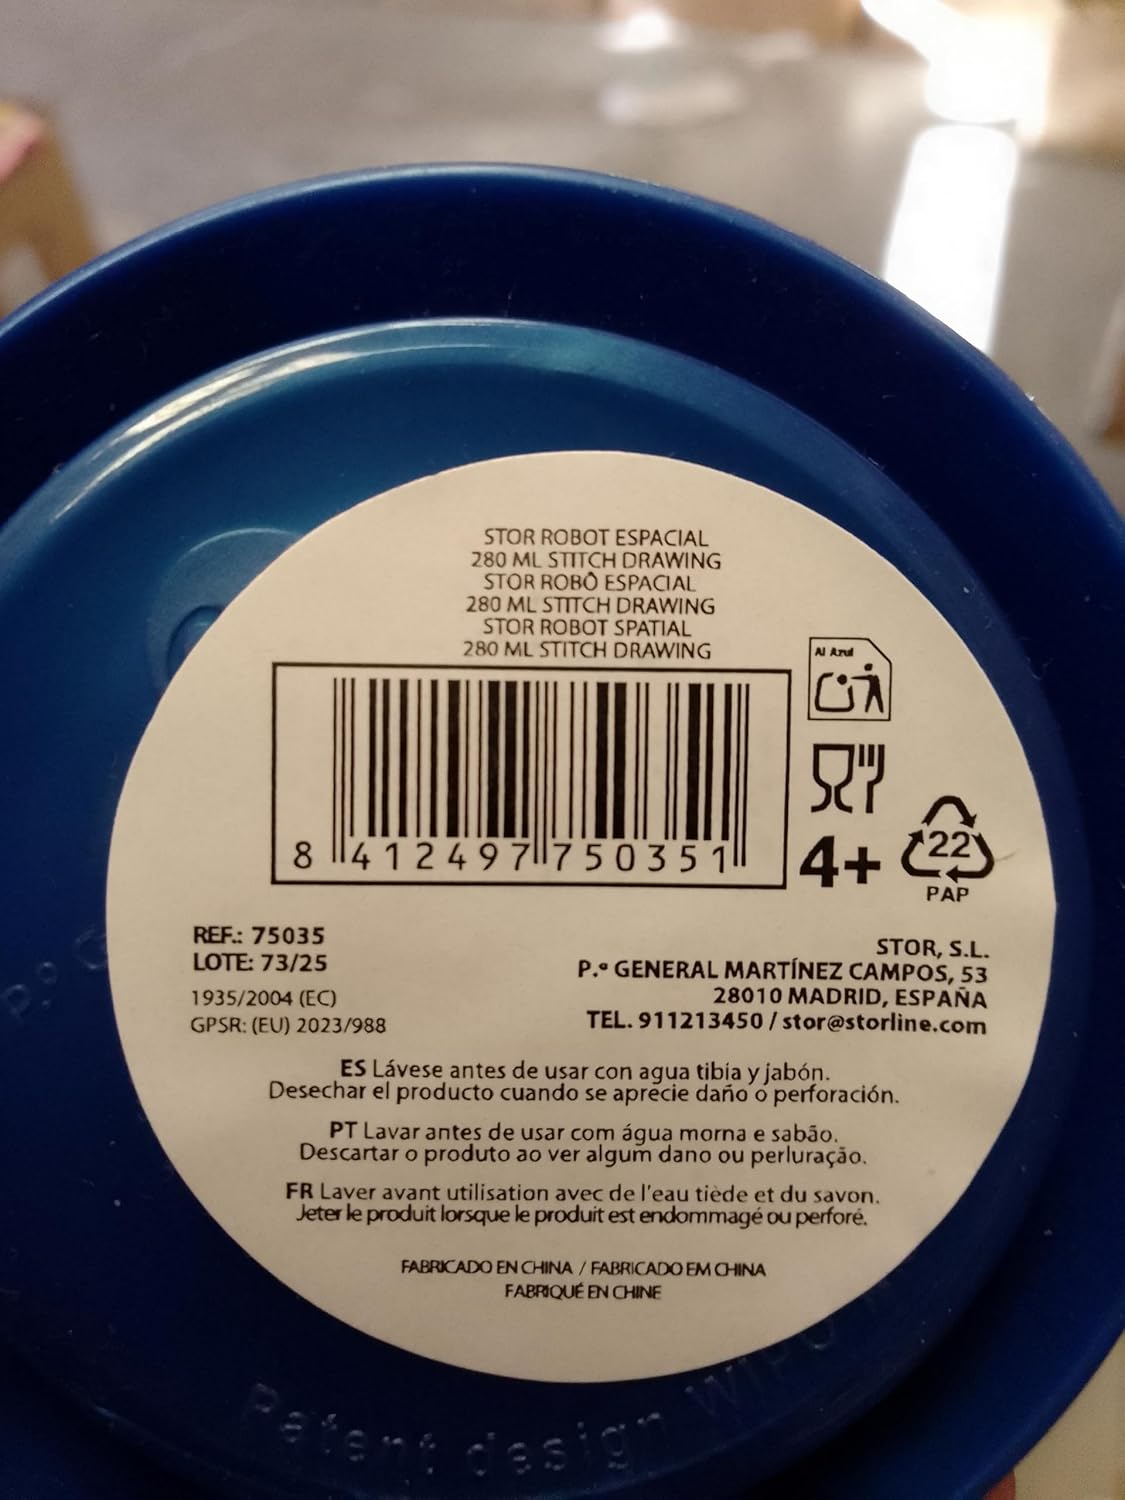 STOR ROBOT ESPACIAL
280 ML STITCH DRAWING
STOR ROBÔ ESPACIAL
280 ML STITCH DRAWING
STOR ROBOT SPATIAL
280 ML STITCH DRAWING
Al Azul
8 412497 750351
4+
22
PAP
REF.: 75035
LOTE: 73/25
1935/2004 (EC)
GPSR: (EU) 2023/988
STOR, S.L.
P.º GENERAL MARTÍNEZ CAMPOS, 53
28010 MADRID, ESPAÑA
TEL. 911213450 / stor@storline.com
ES Lávese antes de usar con agua tibia y jabón.
Desechar el producto cuando se aprecie daño o perforación.
PT Lavar antes de usar com água morna e sabão.
Descartar o produto ao ver algum dano ou perluração.
FR Laver avant utilisation avec de l'eau tiède et du savon.
Jeter le produit lorsque le produit est endommagé ou perforé.
FABRICADO EN CHINA / FABRICADO EM CHINA
FABRIQUÉ EN CHINE
P.º
Patent design WIPO